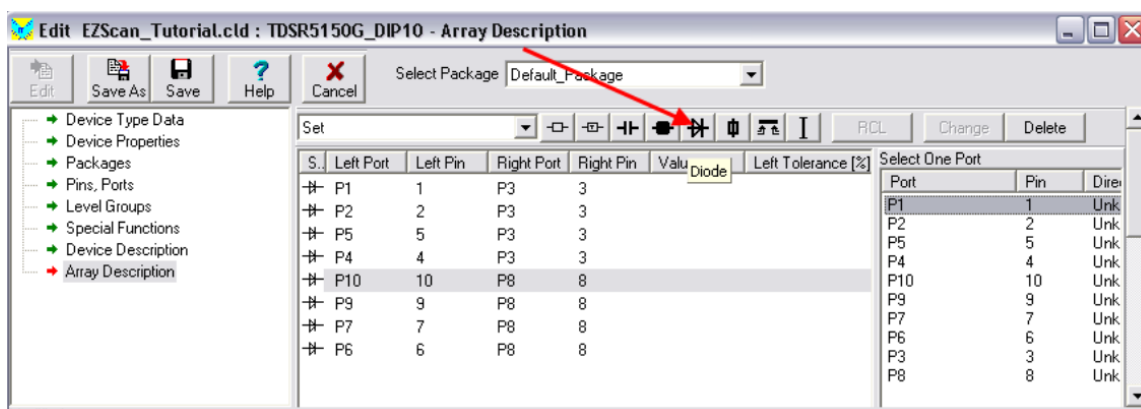 Edit EZScan_Tutorial.cld : TDSR5150G_DIP10 - Array Description
Edit Save As Save Help Cancel Select Package Default_Package
Device Type Data
Device Properties
Packages
Pins, Ports
Level Groups
Special Functions
Device Description
Array Description
Set RCL Change Delete
S.. Left Port Left Pin Right Port Right Pin Valu Left Tolerance [%]
Diode
P1 1 P3 3
P2 2 P3 3
P5 5 P3 3
P4 4 P3 3
P10 10 P8 8
P9 9 P8 8
P7 7 P8 8
P6 6 P8 8
Select One Port
Port Pin Dire
P1 1 Unk
P2 2 Unk
P5 5 Unk
P4 4 Unk
P10 10 Unk
P9 9 Unk
P7 7 Unk
P6 6 Unk
P3 3 Unk
P8 8 Unk